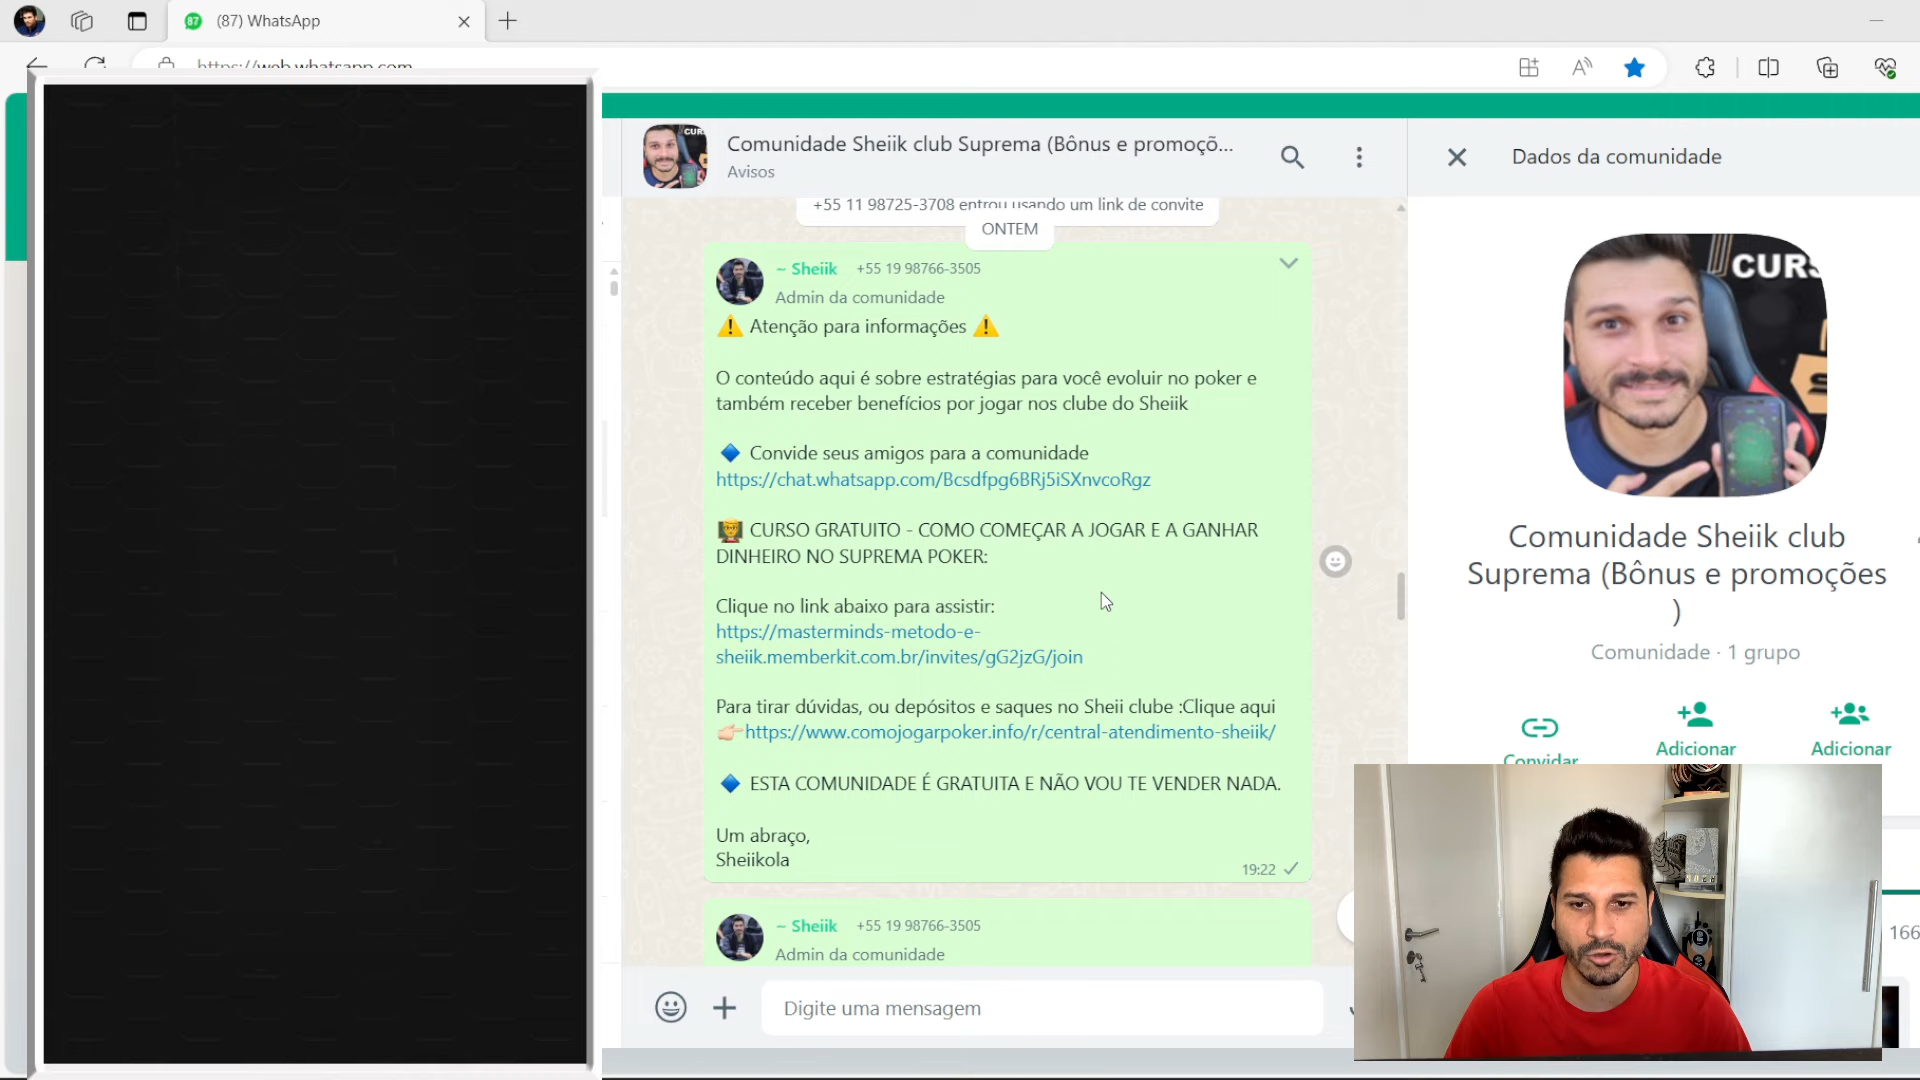 (87) WhatsApp
https://web.whatsapp.com
Comunidade Sheiik club Suprema (Bônus e promoçõ...
Avisos
Dados da comunidade
+55 11 98725-3708 entrou usando um link de convite
ONTEM
~ Sheiik +55 19 98766-3505
Admin da comunidade
⚠️ Atenção para informações ⚠️
O conteúdo aqui é sobre estratégias para você evoluir no poker e
também receber benefícios por jogar nos clube do Sheiik
🔷 Convide seus amigos para a comunidade
https://chat.whatsapp.com/Bcsdfpg6BRj5iSXnvcoRgz
👨‍🏫 CURSO GRATUITO - COMO COMEÇAR A JOGAR E A GANHAR
DINHEIRO NO SUPREMA POKER:
Clique no link abaixo para assistir:
https://masterminds-metodo-e-
sheiik.memberkit.com.br/invites/gG2jzG/join
Para tirar dúvidas, ou depósitos e saques no Sheii clube :Clique aqui
👉🏻https://www.comojogarpoker.info/r/central-atendimento-sheiik/
🔷 ESTA COMUNIDADE É GRATUITA E NÃO VOU TE VENDER NADA.
Um abraço,
Sheiikola
19:22
~ Sheiik +55 19 98766-3505
Admin da comunidade
Digite uma mensagem
CURS
Comunidade Sheiik club
Suprema (Bônus e promoções
)
Comunidade · 1 grupo
Convidar
Adicionar
Adicionar
166